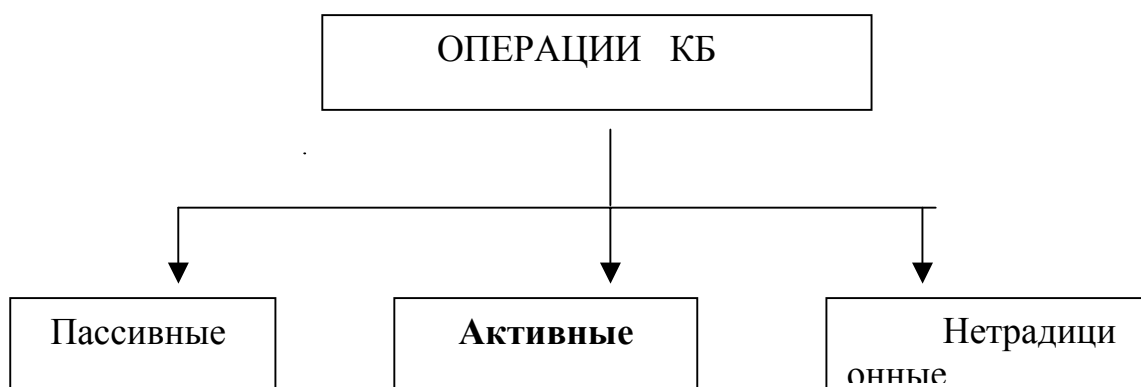 ОПЕРАЦИИ КБ
Пассивные
Активные
Нетрадици
онные